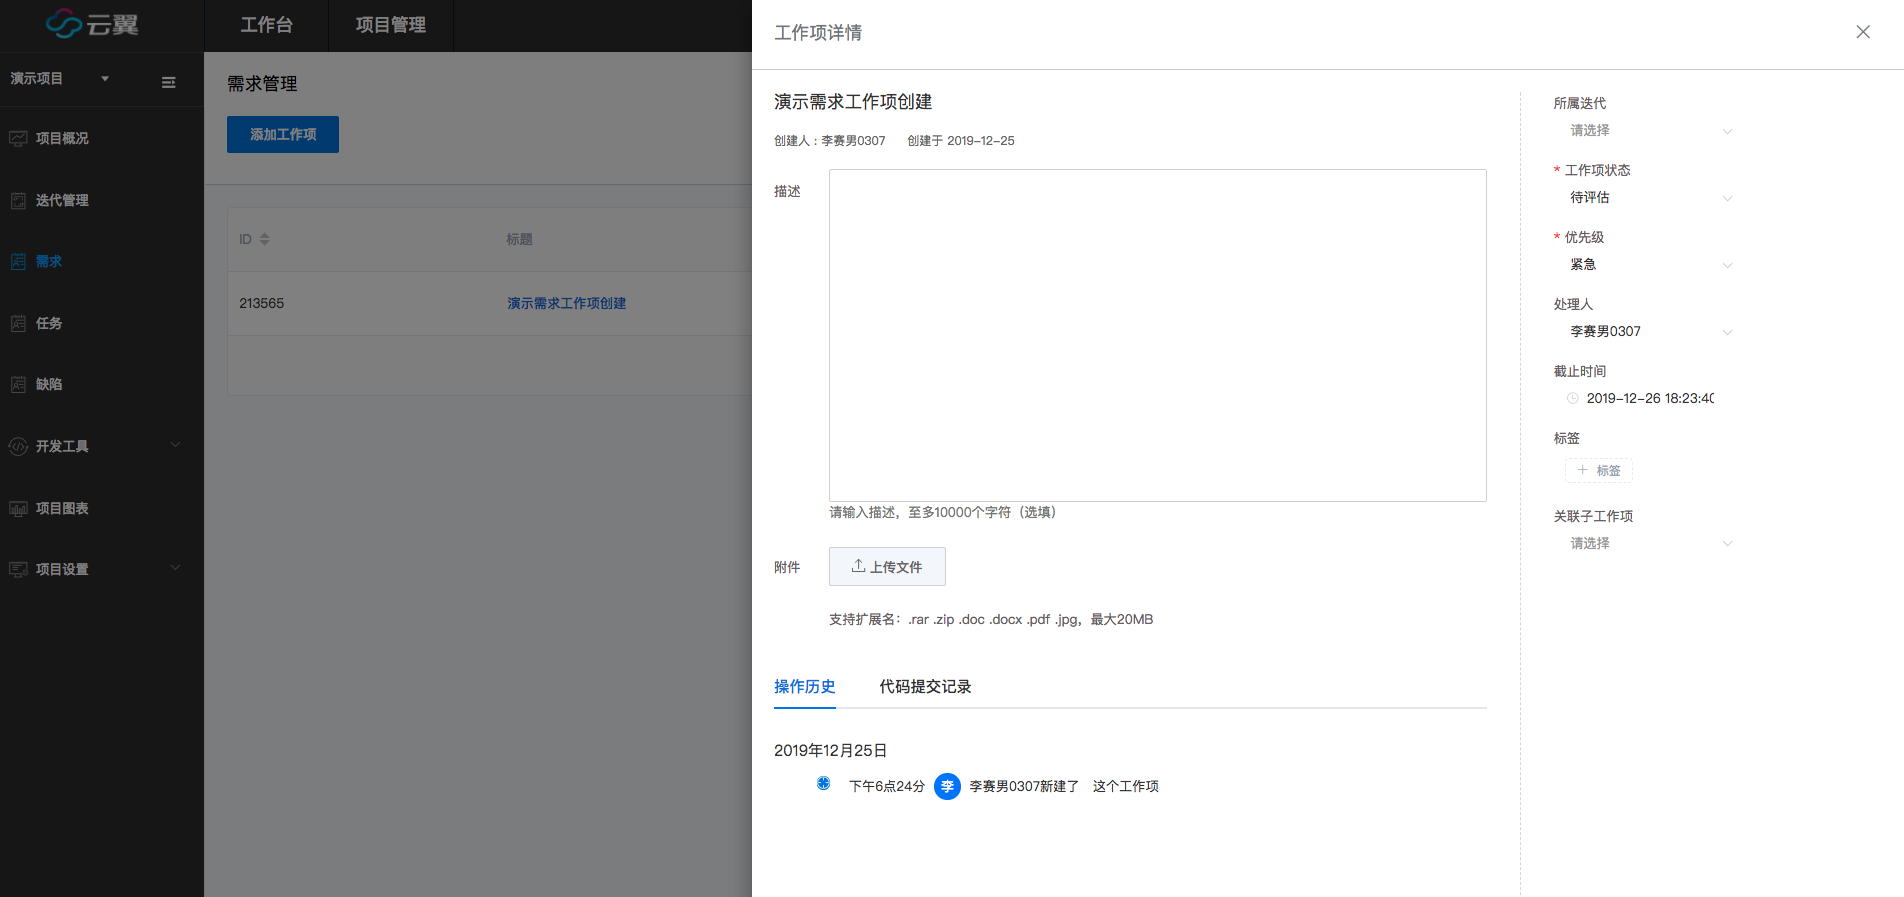 云翼
工作台
项目管理
演示项目
项目概况
迭代管理
需求
任务
缺陷
开发工具
项目图表
项目设置
需求管理
添加工作项
ID
标题
213565
演示需求工作项创建
工作项详情
演示需求工作项创建
创建人：李赛男0307 创建于 2019-12-25
描述
请输入描述，至多10000个字符（选填）
附件
上传文件
支持扩展名：.rar .zip .doc .docx .pdf .jpg，最大20MB
操作历史
代码提交记录
2019年12月25日
下午6点24分 李 李赛男0307新建了 这个工作项
所属迭代
请选择
* 工作项状态
待评估
* 优先级
紧急
处理人
李赛男0307
截止时间
2019-12-26 18:23:40
标签
+ 标签
关联子工作项
请选择